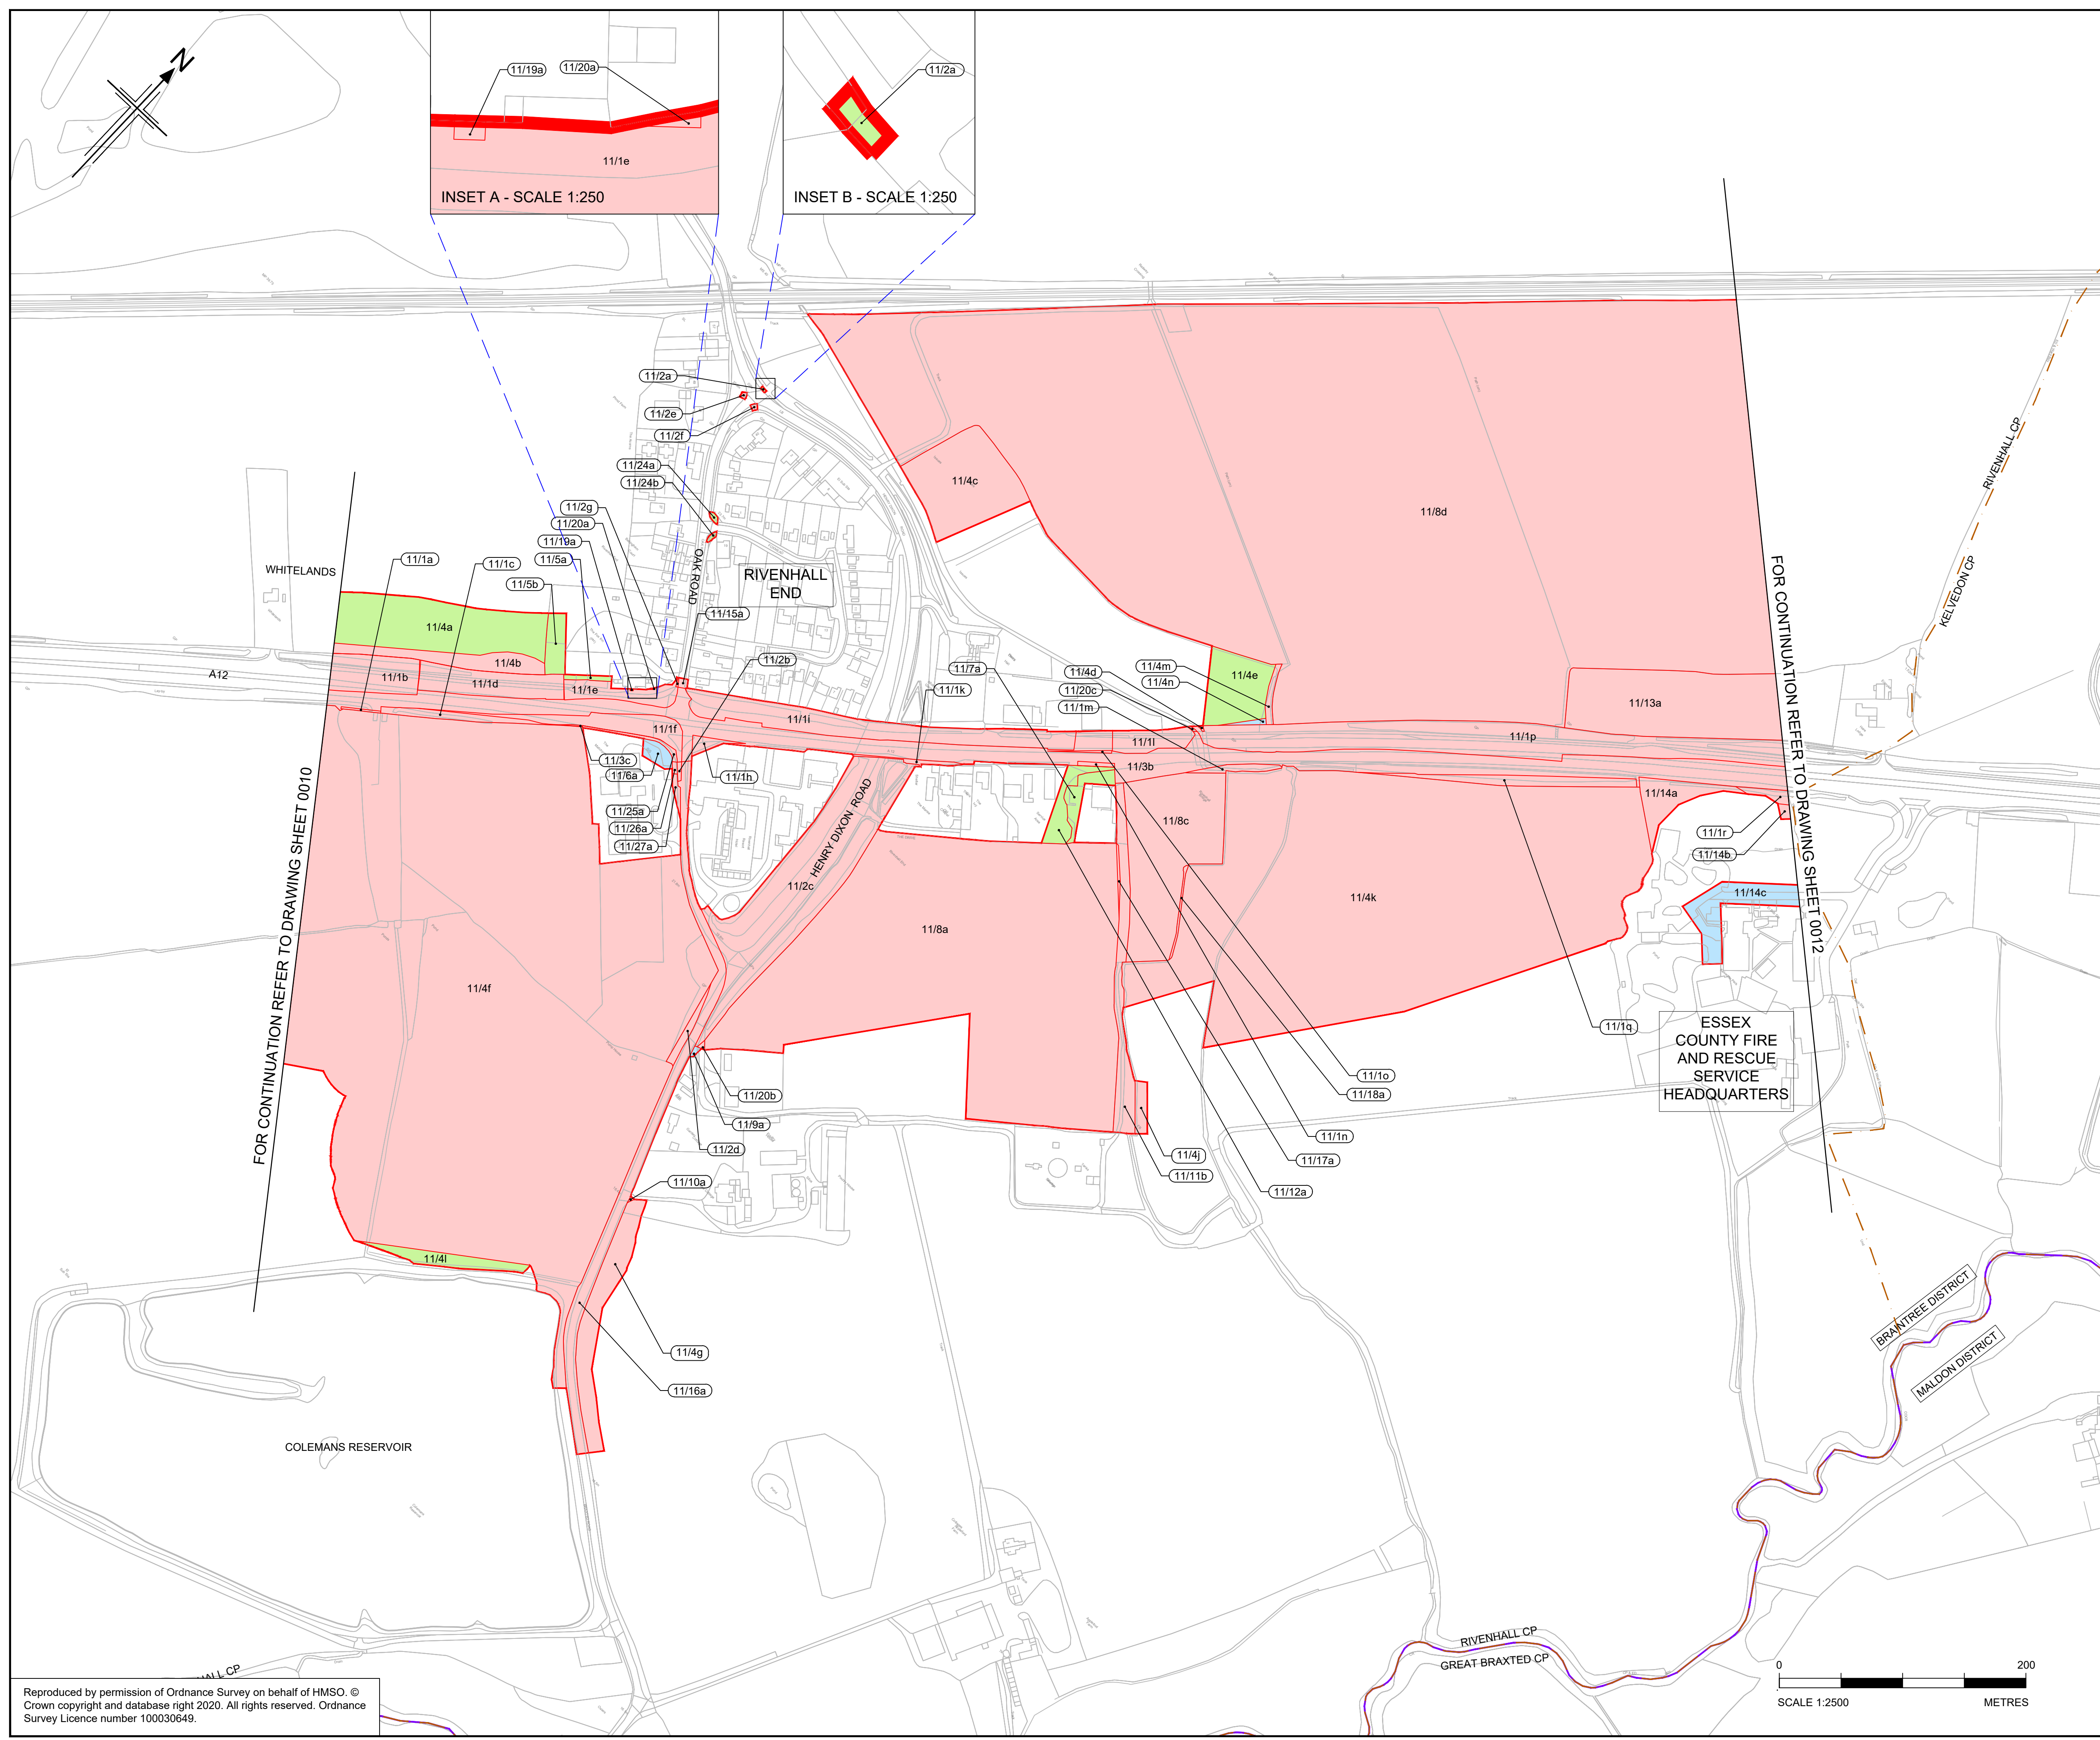 N
11/19a
11/20a
11/1e
INSET A - SCALE 1:250
11/2a
INSET B - SCALE 1:250
11/2a
11/2e
11/2f
11/24a
11/24b
11/2g
11/20a
11/19a
11/5a
11/5b
11/1a
11/1c
WHITELANDS
OAK ROAD
RIVENHALL
END
11/15a
11/2b
11/4a
11/4b
11/1b
11/1d
11/1e
A12
11/1f
11/1i
11/1k
11/7a
11/4d
11/20c
11/1m
11/4m
11/4n
11/4e
11/4c
11/8d
11/13a
11/1l
11/1p
11/3b
11/3c
11/6a
11/1h
11/25a
11/26a
11/27a
HENRY DIXON ROAD
11/2c
11/8c
11/14a
11/1r
11/14b
11/14c
11/4k
11/8a
11/4f
11/1q
11/1o
11/18a
11/1n
11/17a
11/12a
11/4j
11/11b
11/20b
11/9a
11/2d
11/10a
11/4l
11/4g
11/16a
FOR CONTINUATION REFER TO DRAWING SHEET 0010
FOR CONTINUATION REFER TO DRAWING SHEET 0012
RIVENHALL CP
KELVEDON CP
ESSEX
COUNTY FIRE
AND RESCUE
SERVICE
HEADQUARTERS
BRAINTREE DISTRICT
MALDON DISTRICT
COLEMANS RESERVOIR
RIVENHALL CP
GREAT BRAXTED CP
0 200
SCALE 1:2500 METRES
Reproduced by permission of Ordnance Survey on behalf of HMSO. ©
Crown copyright and database right 2020. All rights reserved. Ordnance
Survey Licence number 100030649.